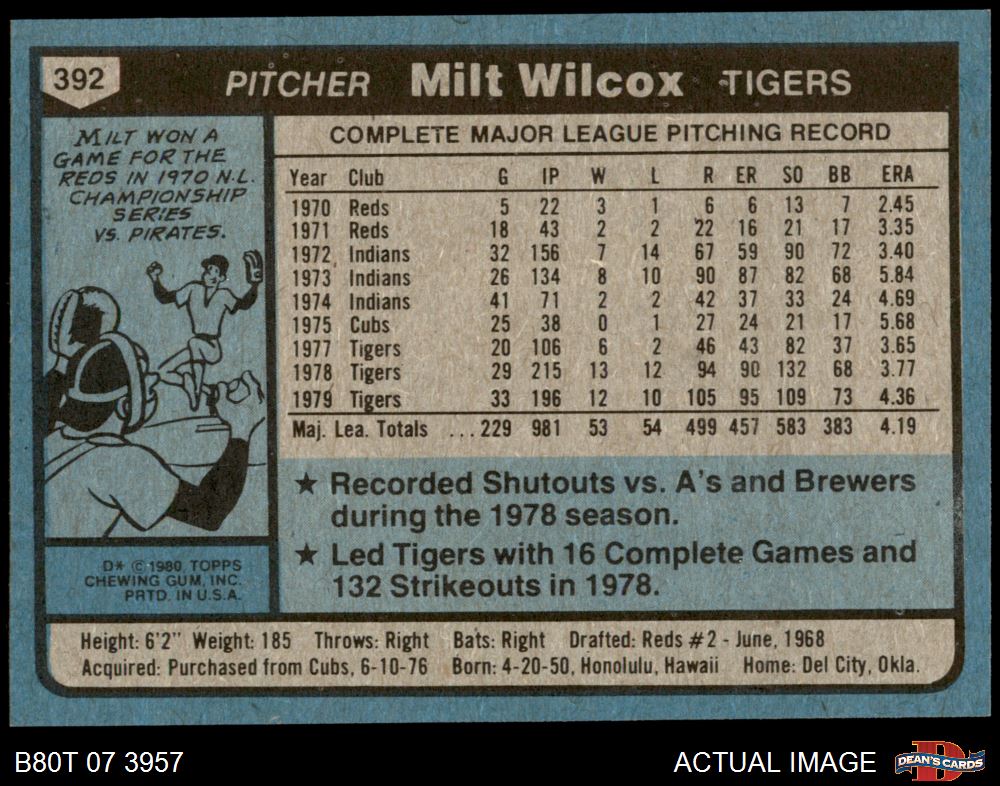 392 PITCHER Milt Wilcox TIGERS
MILT WON A
GAME FOR THE
REDS IN 1970 N.L.
CHAMPIONSHIP
SERIES
VS. PIRATES.
COMPLETE MAJOR LEAGUE PITCHING RECORD
Year Club G IP W L R ER SO BB ERA
1970 Reds 5 22 3 1 6 6 13 7 2.45
1971 Reds 18 43 2 2 22 16 21 17 3.35
1972 Indians 32 156 7 14 67 59 90 72 3.40
1973 Indians 26 134 8 10 90 87 82 68 5.84
1974 Indians 41 71 2 2 42 37 33 24 4.69
1975 Cubs 25 38 0 1 27 24 21 17 5.68
1977 Tigers 20 106 6 2 46 43 82 37 3.65
1978 Tigers 29 215 13 12 94 90 132 68 3.77
1979 Tigers 33 196 12 10 105 95 109 73 4.36
Maj. Lea. Totals ...229 981 53 54 499 457 583 383 4.19
★ Recorded Shutouts vs. A's and Brewers
during the 1978 season.
★ Led Tigers with 16 Complete Games and
132 Strikeouts in 1978.
D* © 1980 TOPPS
CHEWING GUM, INC.
PRTD. IN U.S.A.
Height: 6'2" Weight: 185 Throws: Right Bats: Right Drafted: Reds #2 - June, 1968
Acquired: Purchased from Cubs, 6-10-76 Born: 4-20-50, Honolulu, Hawaii Home: Del City, Okla.
B80T 07 3957 ACTUAL IMAGE
D
DEAN'S CARDS